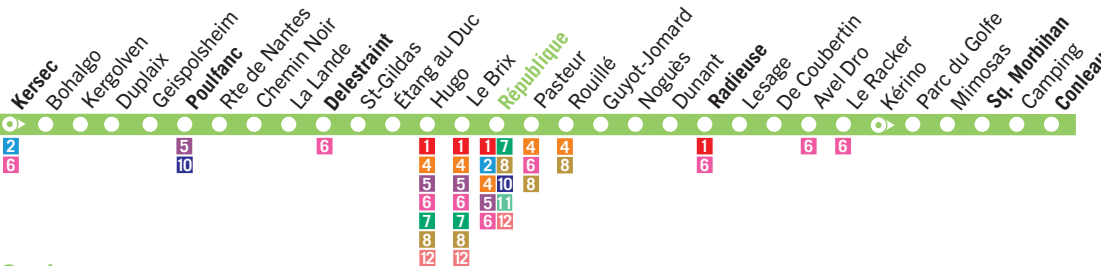 Kersec
Bohalgo
Kergolven
Duplaix
Geispolsheim
Poulfanc
Rte de Nantes
Chemin Noir
La Lande
Delestraint
St-Gildas
Étang au Duc
Hugo
Le Brix
République
Pasteur
Rouillé
Guyot-Jomard
Noguès
Dunant
Radieuse
Lesage
De Coubertin
Avel Dro
Le Racker
Kérino
Parc du Golfe
Mimosas
Sq. Morbihan
Camping
Conleau
2 5 6 1 1 1 7 4 4 1 6 6
6 10 4 4 2 8 6 8 6
5 5 4 10 8
6 6 5 11
7 7 6 12
8 8
12 12